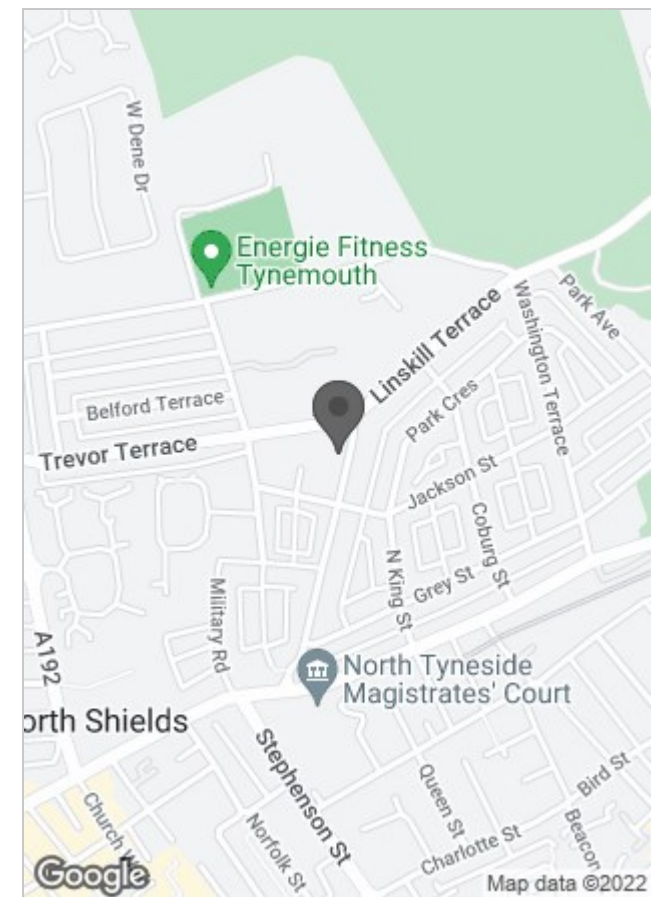 W Dene Dr
Energie Fitness
Tynemouth
Linskill Terrace
Washington Terrace
Park Ave
Belford Terrace
Park Cres
Trevor Terrace
Jackson St
Coburg St
N King St
Grey St
Military Rd
A192
North Tyneside
Magistrates' Court
orth Shields
Stephenson St
Queen St
Bird St
Church W
Norfolk St
Charlotte St
Beacon
Google
Map data ©2022